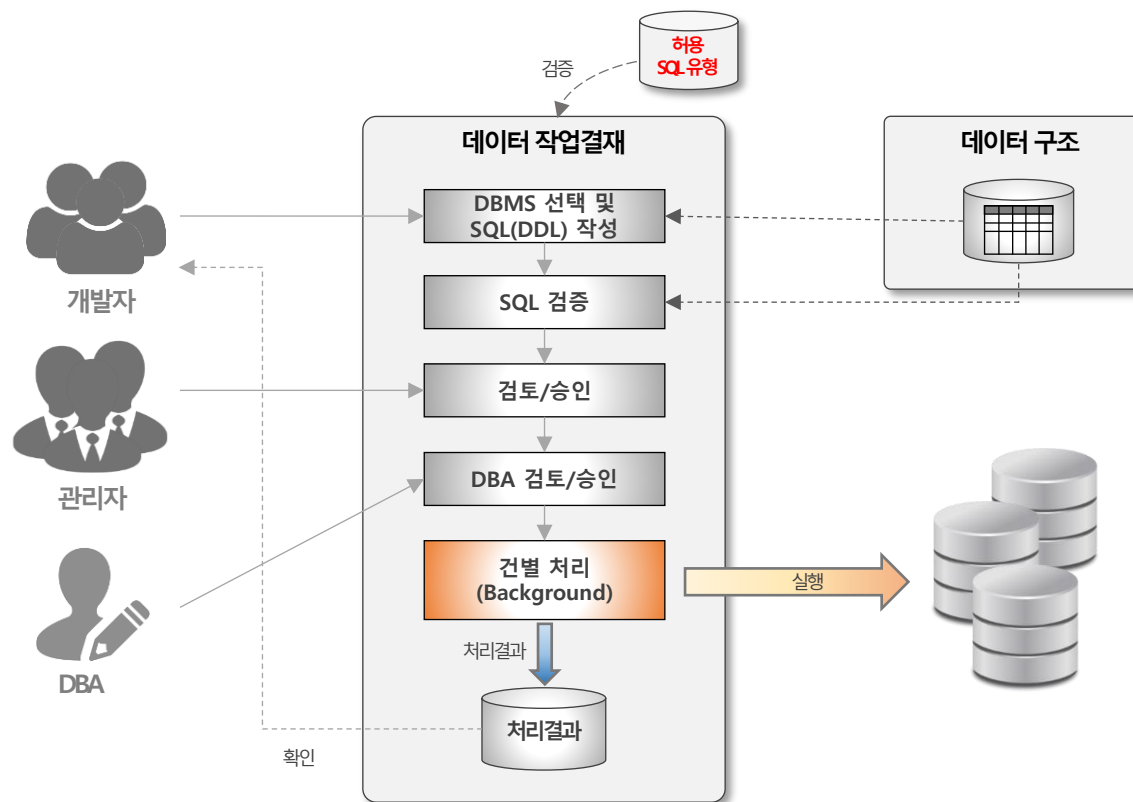 허용
SQL 유형
검증
데이터 작업결재
데이터 구조
DBMS 선택 및
SQL(DDL) 작성
개발자
SQL 검증
검토/승인
관리자
DBA 검토/승인
건별 처리
(Background)
실행
처리결과
DBA
처리결과
확인